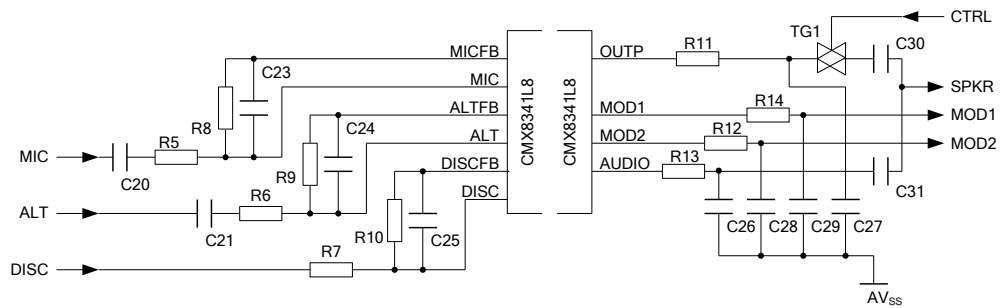 CTRL
TG1
MICFB
OUTP
R11
C30
C23
MIC
SPKR
R8
ALTFB
MOD1
R14
MOD1
C24
R5
ALT
MOD2
R12
MOD2
MIC
CMX8341L8
CMX8341L8
C20
R9
DISCFB
AUDIO
R13
R6
DISC
C31
ALT
C21
R10
C25
C26
C28
C29
C27
R7
DISC
AVSS